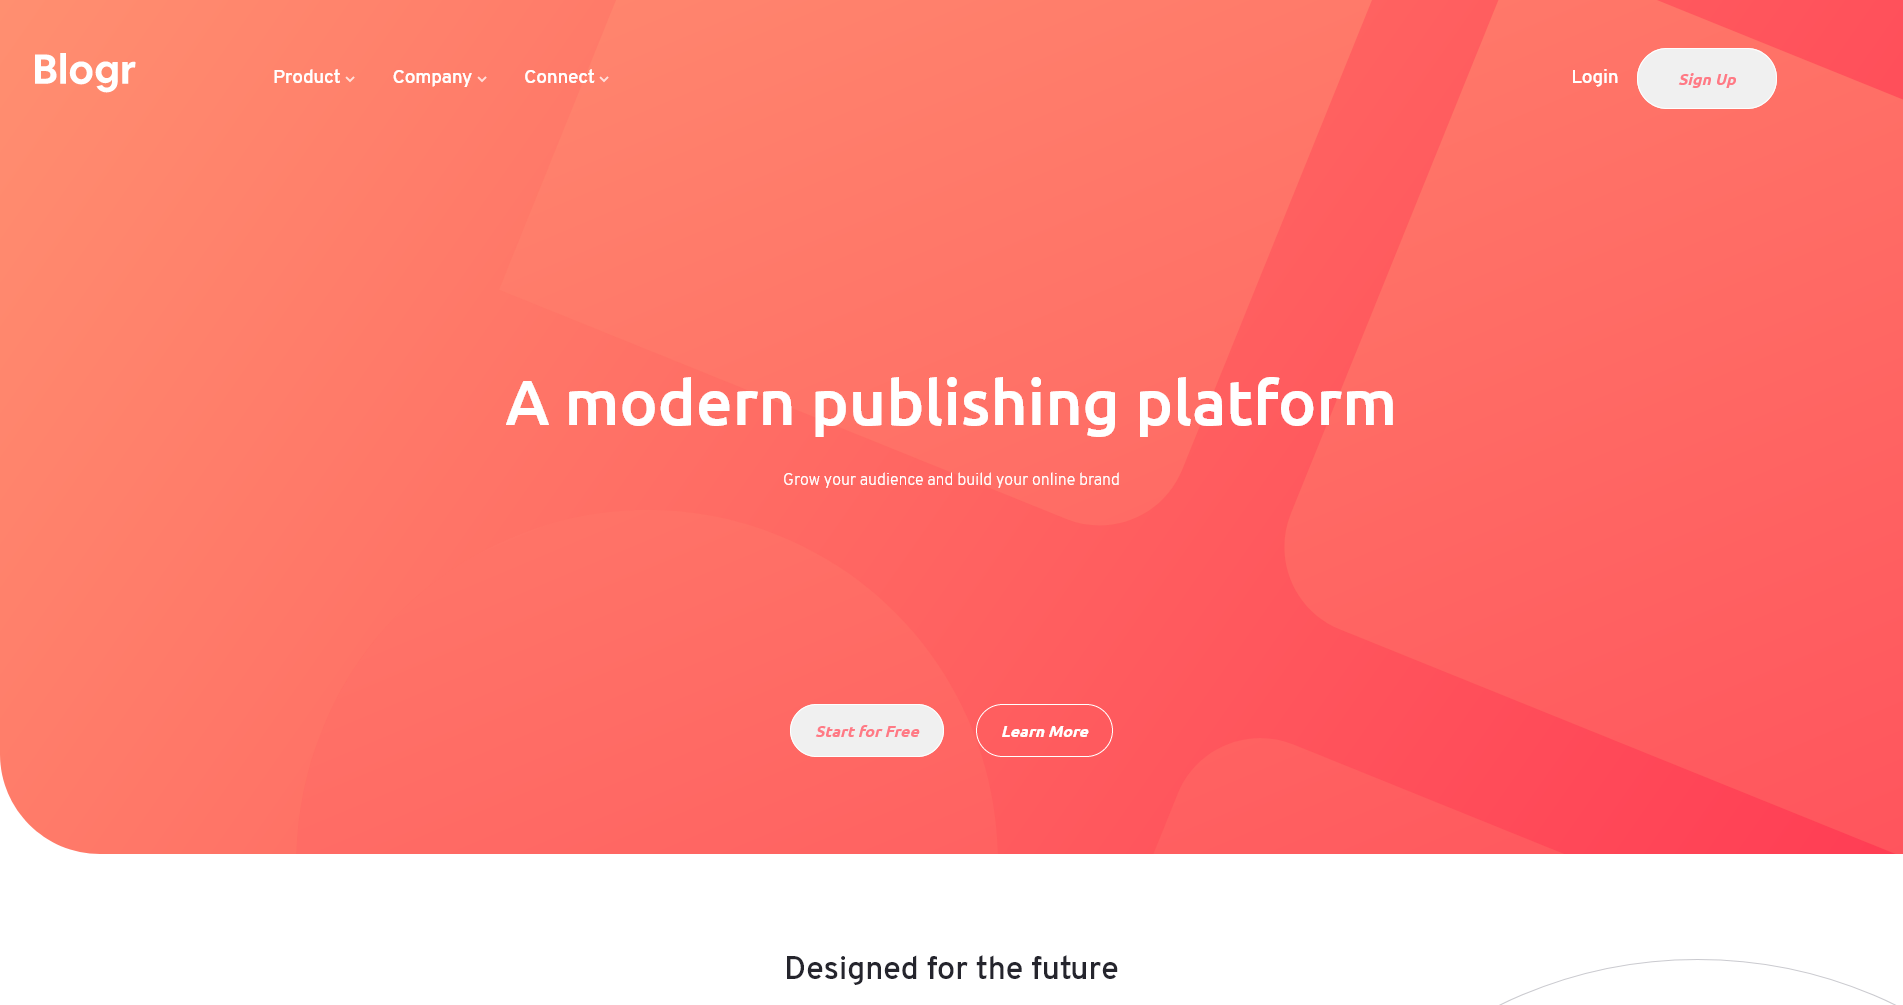 Blogr
Product
Company
Connect
Login
Sign Up
A modern publishing platform
Grow your audience and build your online brand
Start for Free
Learn More
Designed for the future